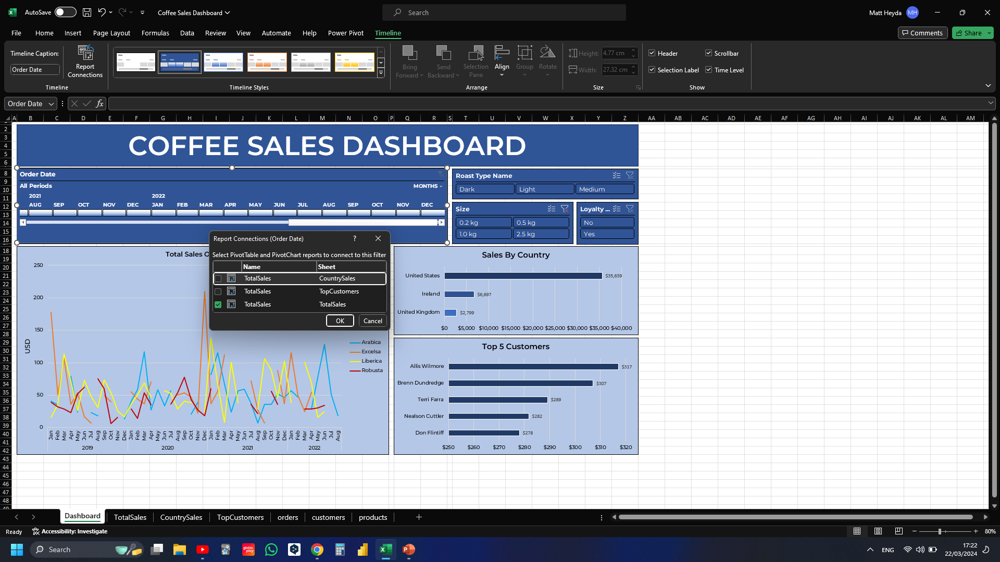 AutoSave
Coffee Sales Dashboard
Search
Matt Heyda MH
File Home Insert Page Layout Formulas Data Review View Automate Help Power Pivot Timeline
Comments Share
Timeline Caption:
Order Date
Report Connections
Timeline
Timeline Styles
Bring Forward
Send Backward
Selection Pane
Align
Group
Rotate
Arrange
Height: 4.77 cm
Width: 27.32 cm
Size
Header
Scrollbar
Selection Label
Time Level
Show
Order Date
fx
A B C D E F G H I J K L M N O P Q R S T U V W X Y Z AA AB AC AD AE AF AG AH AI AJ AK AL AM
2
3
4
5
6
8
9
10
11
12
13
14
15
16
18
19
20
21
22
23
24
25
26
27
28
29
30
31
32
33
34
35
36
37
38
39
40
41
42
43
44
45
46
47
48
COFFEE SALES DASHBOARD
Order Date
All Periods
MONTHS
2021 2022
AUG SEP OCT NOV DEC JAN FEB MAR APR MAY JUN JUL AUG SEP OCT NOV DEC
Roast Type Name
Dark Light Medium
Size
0.2 kg 0.5 kg
1.0 kg 2.5 kg
Loyalty ...
No
Yes
Report Connections (Order Date) ?
Select PivotTable and PivotChart reports to connect to this filter
Name Sheet
TotalSales CountrySales
TotalSales TopCustomers
TotalSales TotalSales
OK Cancel
Total Sales O
USD
250
200
150
100
50
0
Jan Feb Mar Apr May Jun Jul Aug Sep Oct Nov Dec Jan Feb Mar Apr May Jun Jul Aug Sep Oct Nov Dec Jan Feb Mar Apr May Jun Jul Aug Sep Oct Nov Dec Jan Feb Mar Apr May Jun Jul Aug
2019 2020 2021 2022
Arabica
Excelsa
Liberica
Robusta
Sales By Country
United States $35,639
Ireland $6,697
United Kingdom $2,799
$0 $5,000 $10,000 $15,000 $20,000 $25,000 $30,000 $35,000 $40,000
Top 5 Customers
Allis Wilmore $317
Brenn Dundredge $307
Terri Farra $289
Nealson Cuttler $282
Don Flintiff $278
$250 $260 $270 $280 $290 $300 $310 $320
Dashboard TotalSales CountrySales TopCustomers orders customers products
Ready
Accessibility: Investigate
80%
Search
globo play
ENG
17:22
22/03/2024